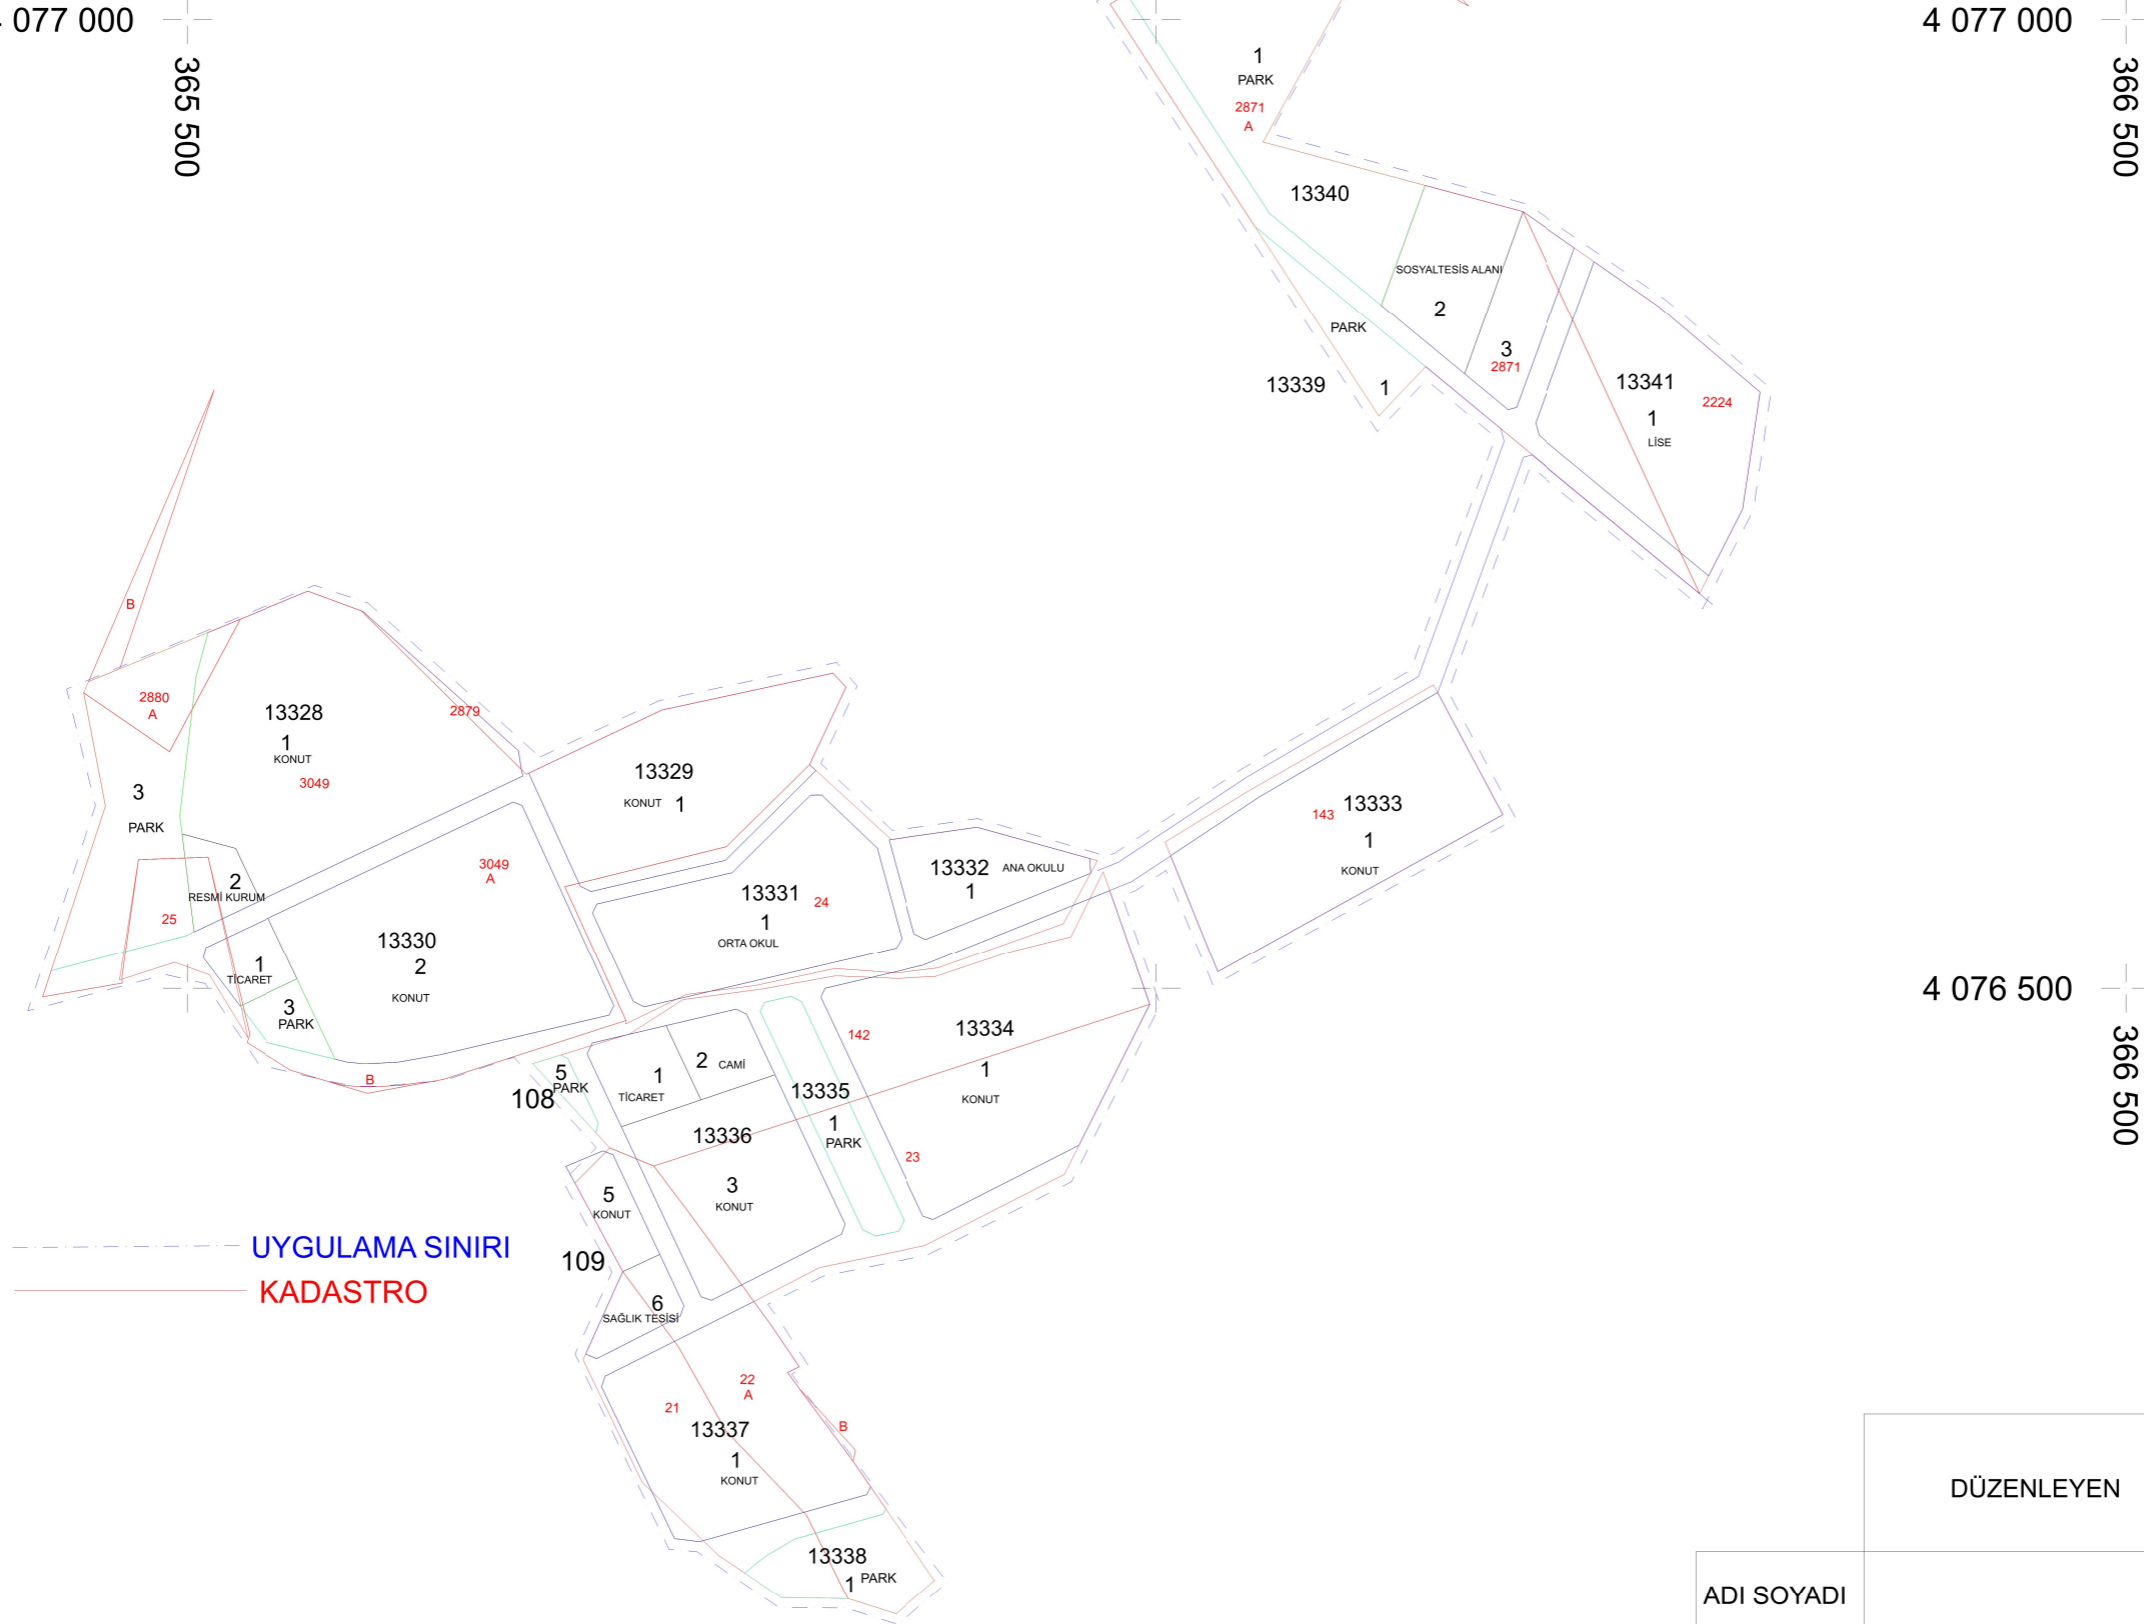 077 000
4 077 000
365 500
366 500
1
PARK
2871
A
13340
SOSYALTESİS ALANI
2
3
2871
PARK
13339
1
13341
1
2224
LİSE
B
2880
A
13328
1
KONUT
3049
2879
3
PARK
13329
KONUT 1
13333
143
1
KONUT
3049
A
2
RESMİ KURUM
25
13332 ANA OKULU
1
13331
24
1
ORTA OKUL
13330
2
KONUT
1
TİCARET
3
PARK
4 076 500
366 500
B
142
13334
1
KONUT
5
PARK
108
1
TİCARET
2 CAMİ
13335
1
PARK
13336
23
3
KONUT
5
KONUT
109
UYGULAMA SINIRI
KADASTRO
6
SAĞLIK TESİSİ
22
A
21
13337
B
1
KONUT
13338
1 PARK
DÜZENLEYEN
ADI SOYADI